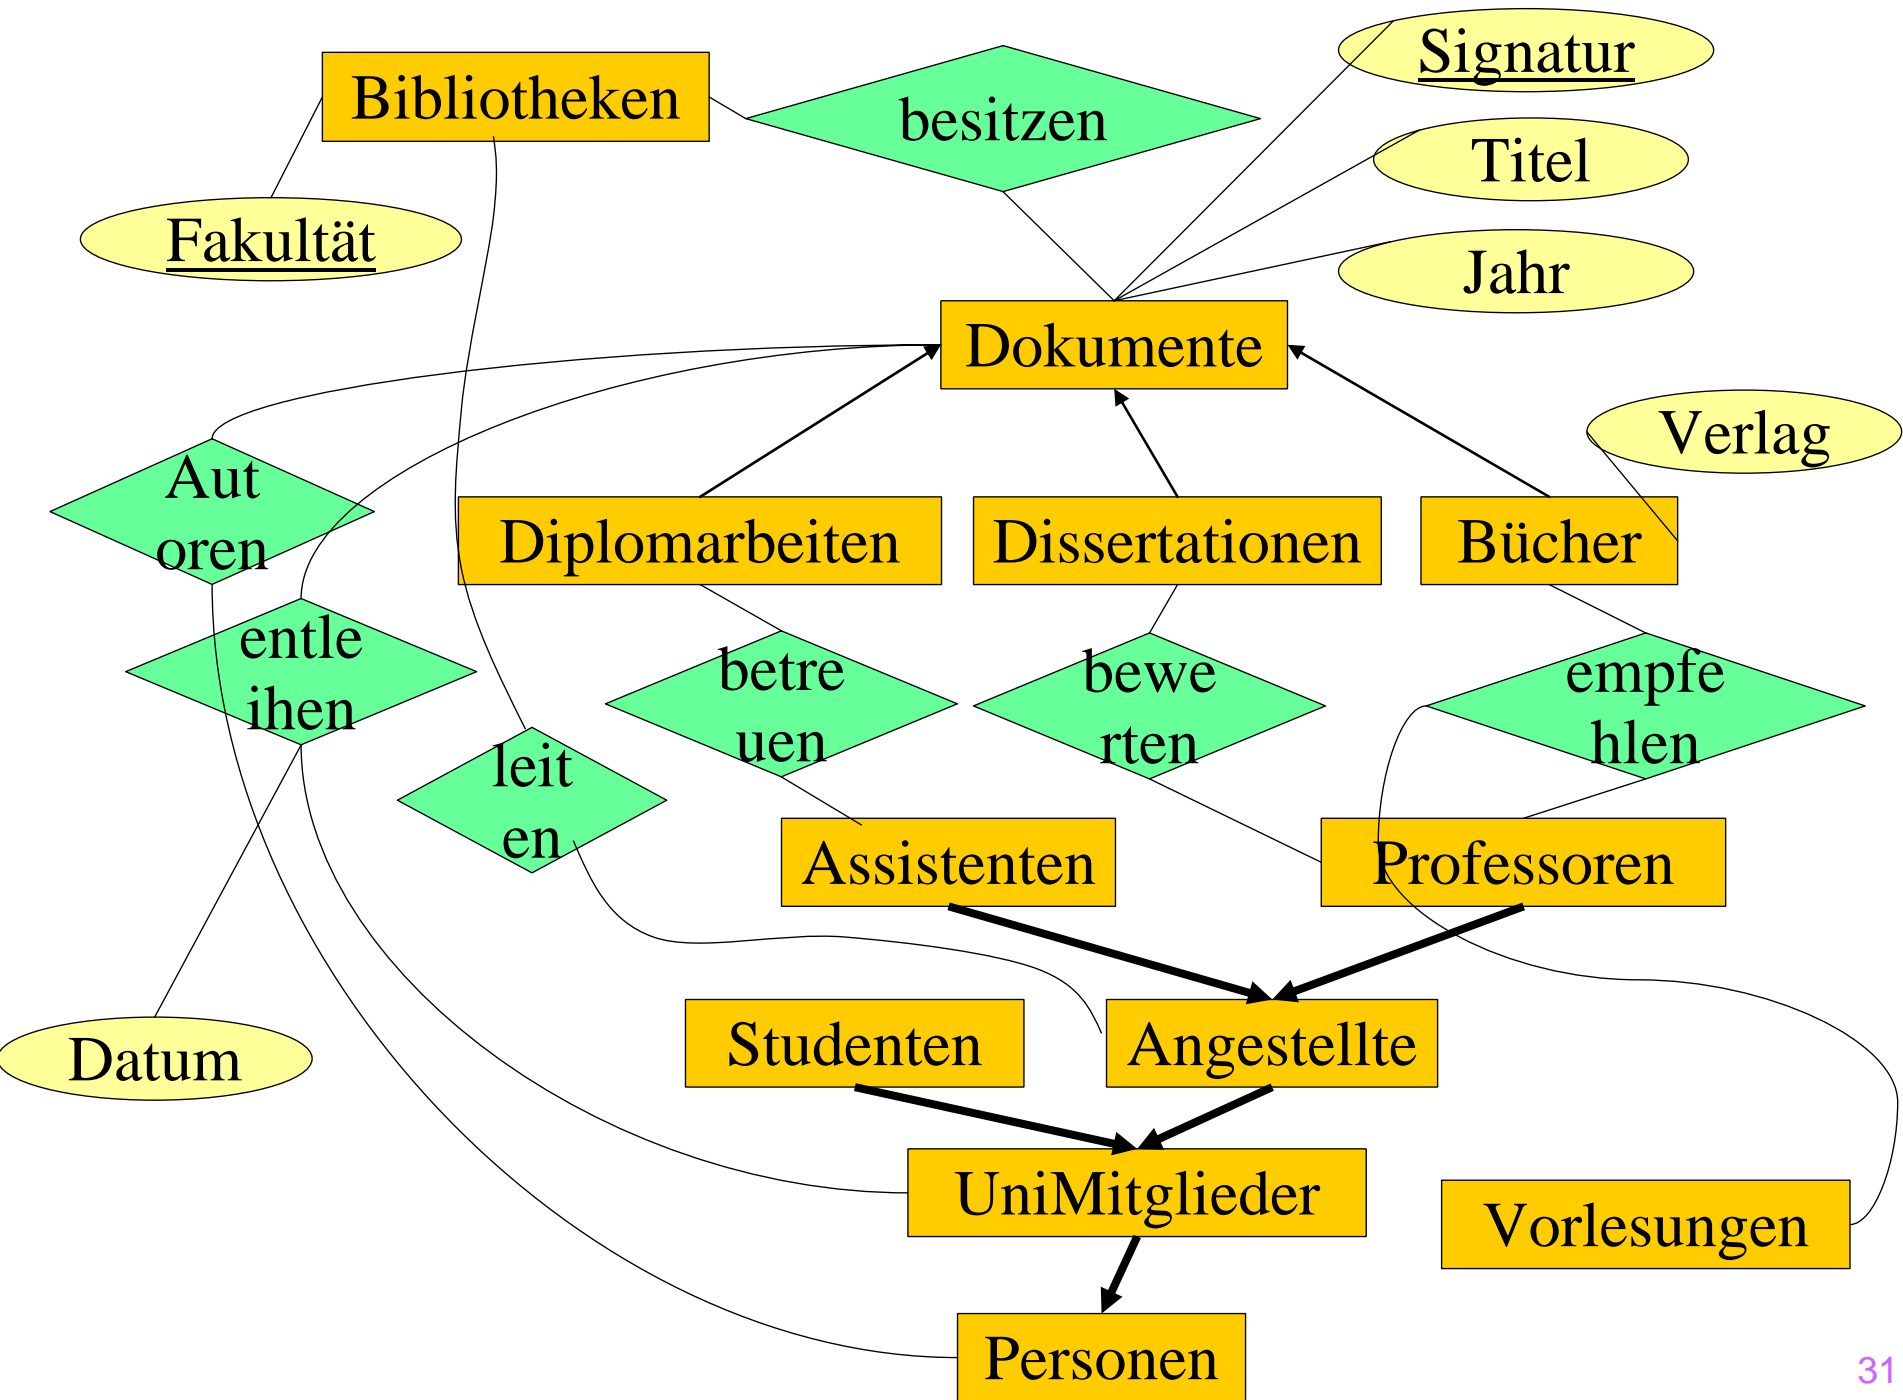 Signatur
Bibliotheken
besitzen
Titel
Fakultät
Jahr
Dokumente
Verlag
Aut
oren
Diplomarbeiten
Dissertationen
Bücher
entle
ihen
betre
uen
bewe
rten
empfe
hlen
leit
en
Assistenten
Professoren
Studenten
Angestellte
Datum
UniMitglieder
Vorlesungen
Personen
31